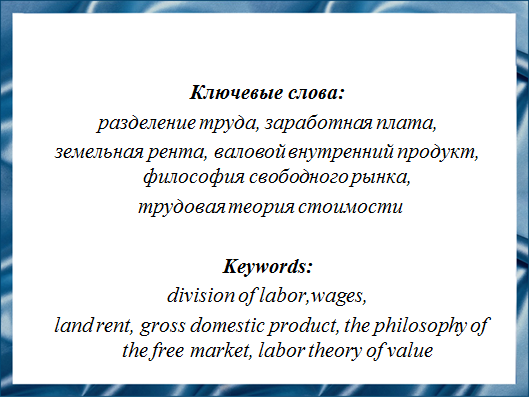 Ключевые слова:
разделение труда, заработная плата,
земельная рента, валовой внутренний продукт,
философия свободного рынка,
трудовая теория стоимости
Keywords:
division of labor,wages,
land rent, gross domestic product, the philosophy of
the free market, labor theory of value